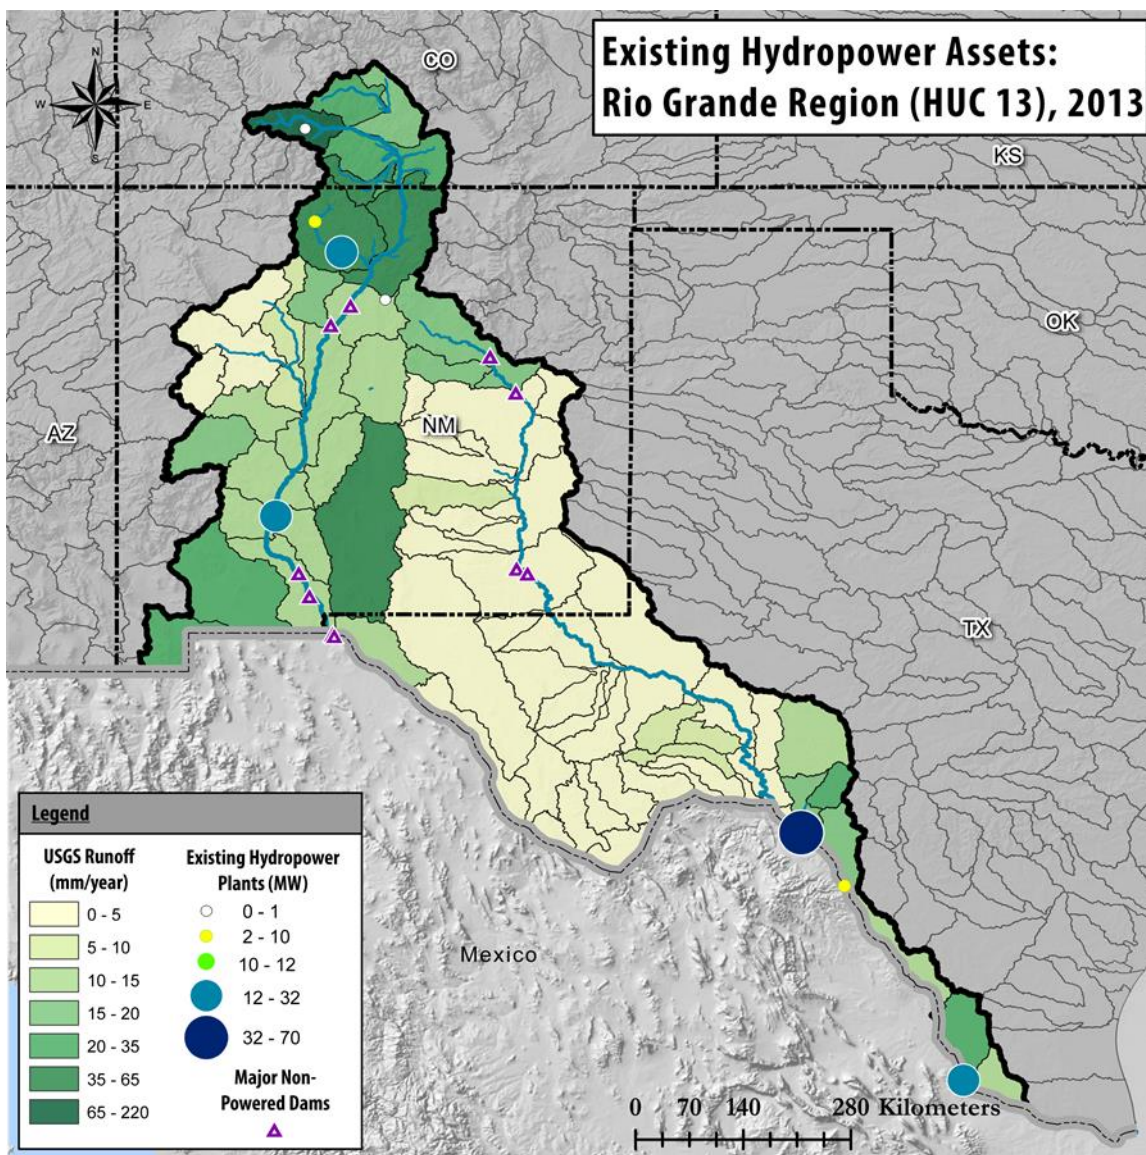 Existing Hydropower Assets:
Rio Grande Region (HUC 13), 2013
N
W E
S
CO
KS
OK
AZ
NM
TX
Mexico
Legend
USGS Runoff
(mm/year)
0 - 5
5 - 10
10 - 15
15 - 20
20 - 35
35 - 65
65 - 220
Existing Hydropower
Plants (MW)
0 - 1
2 - 10
10 - 12
12 - 32
32 - 70
Major Non-
Powered Dams
0 70 140 280 Kilometers